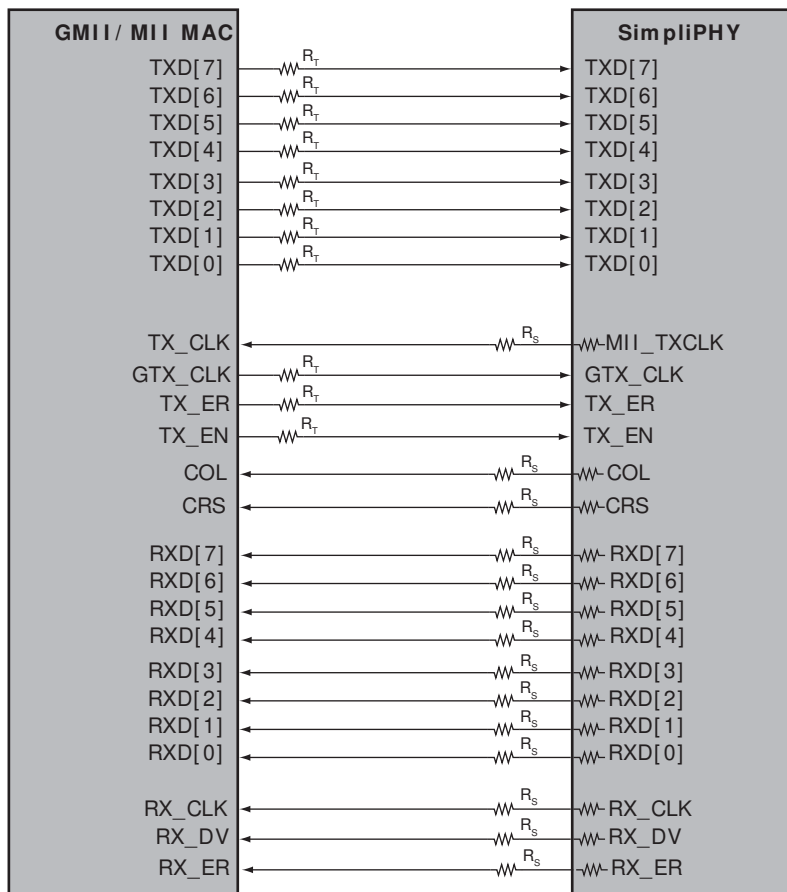 GMII/MII MAC SimpliPHY
TXD[7] R_T TXD[7]
TXD[6] R_T TXD[6]
TXD[5] R_T TXD[5]
TXD[4] R_T TXD[4]
TXD[3] R_T TXD[3]
TXD[2] R_T TXD[2]
TXD[1] R_T TXD[1]
TXD[0] R_T TXD[0]
TX_CLK R_S MII_TXCLK
GTX_CLK R_T GTX_CLK
TX_ER R_T TX_ER
TX_EN R_T TX_EN
COL R_S COL
CRS R_S CRS
RXD[7] R_S RXD[7]
RXD[6] R_S RXD[6]
RXD[5] R_S RXD[5]
RXD[4] R_S RXD[4]
RXD[3] R_S RXD[3]
RXD[2] R_S RXD[2]
RXD[1] R_S RXD[1]
RXD[0] R_S RXD[0]
RX_CLK R_S RX_CLK
RX_DV R_S RX_DV
RX_ER R_S RX_ER